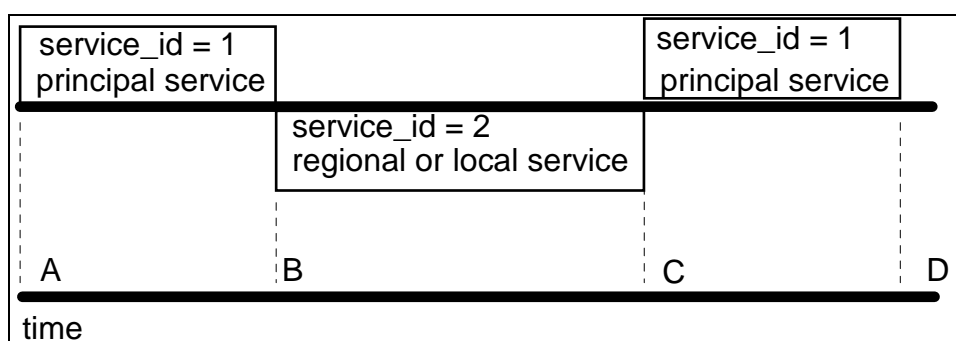 service_id = 1
principal service
service_id = 1
principal service
service_id = 2
regional or local service
A
B
C
D
time